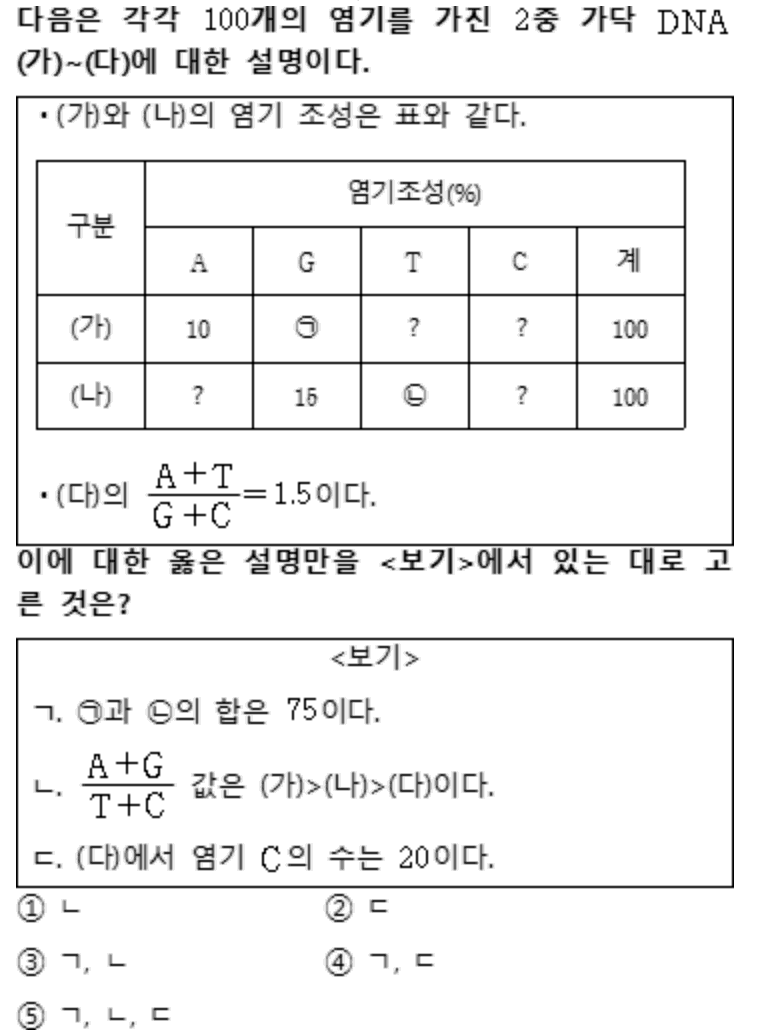 다음은 각각 100개의 염기를 가진 2중 가닥 DNA
(가)~(다)에 대한 설명이다.
• (가)와 (나)의 염기 조성은 표와 같다.
구분 염기조성(%)
A G T C 계
(가) 10 ㉠ ? ? 100
(나) ? 15 ㉡ ? 100
• (다)의 A+T/G+C = 1.5이다.
이에 대한 옳은 설명만을 <보기>에서 있는 대로 고
른 것은?
<보기>
ㄱ. ㉠과 ㉡의 합은 75이다.
ㄴ. A+G/T+C 값은 (가)>(나)>(다)이다.
ㄷ. (다)에서 염기 C의 수는 20이다.
① ㄴ ② ㄷ
③ ㄱ, ㄴ ④ ㄱ, ㄷ
⑤ ㄱ, ㄴ, ㄷ